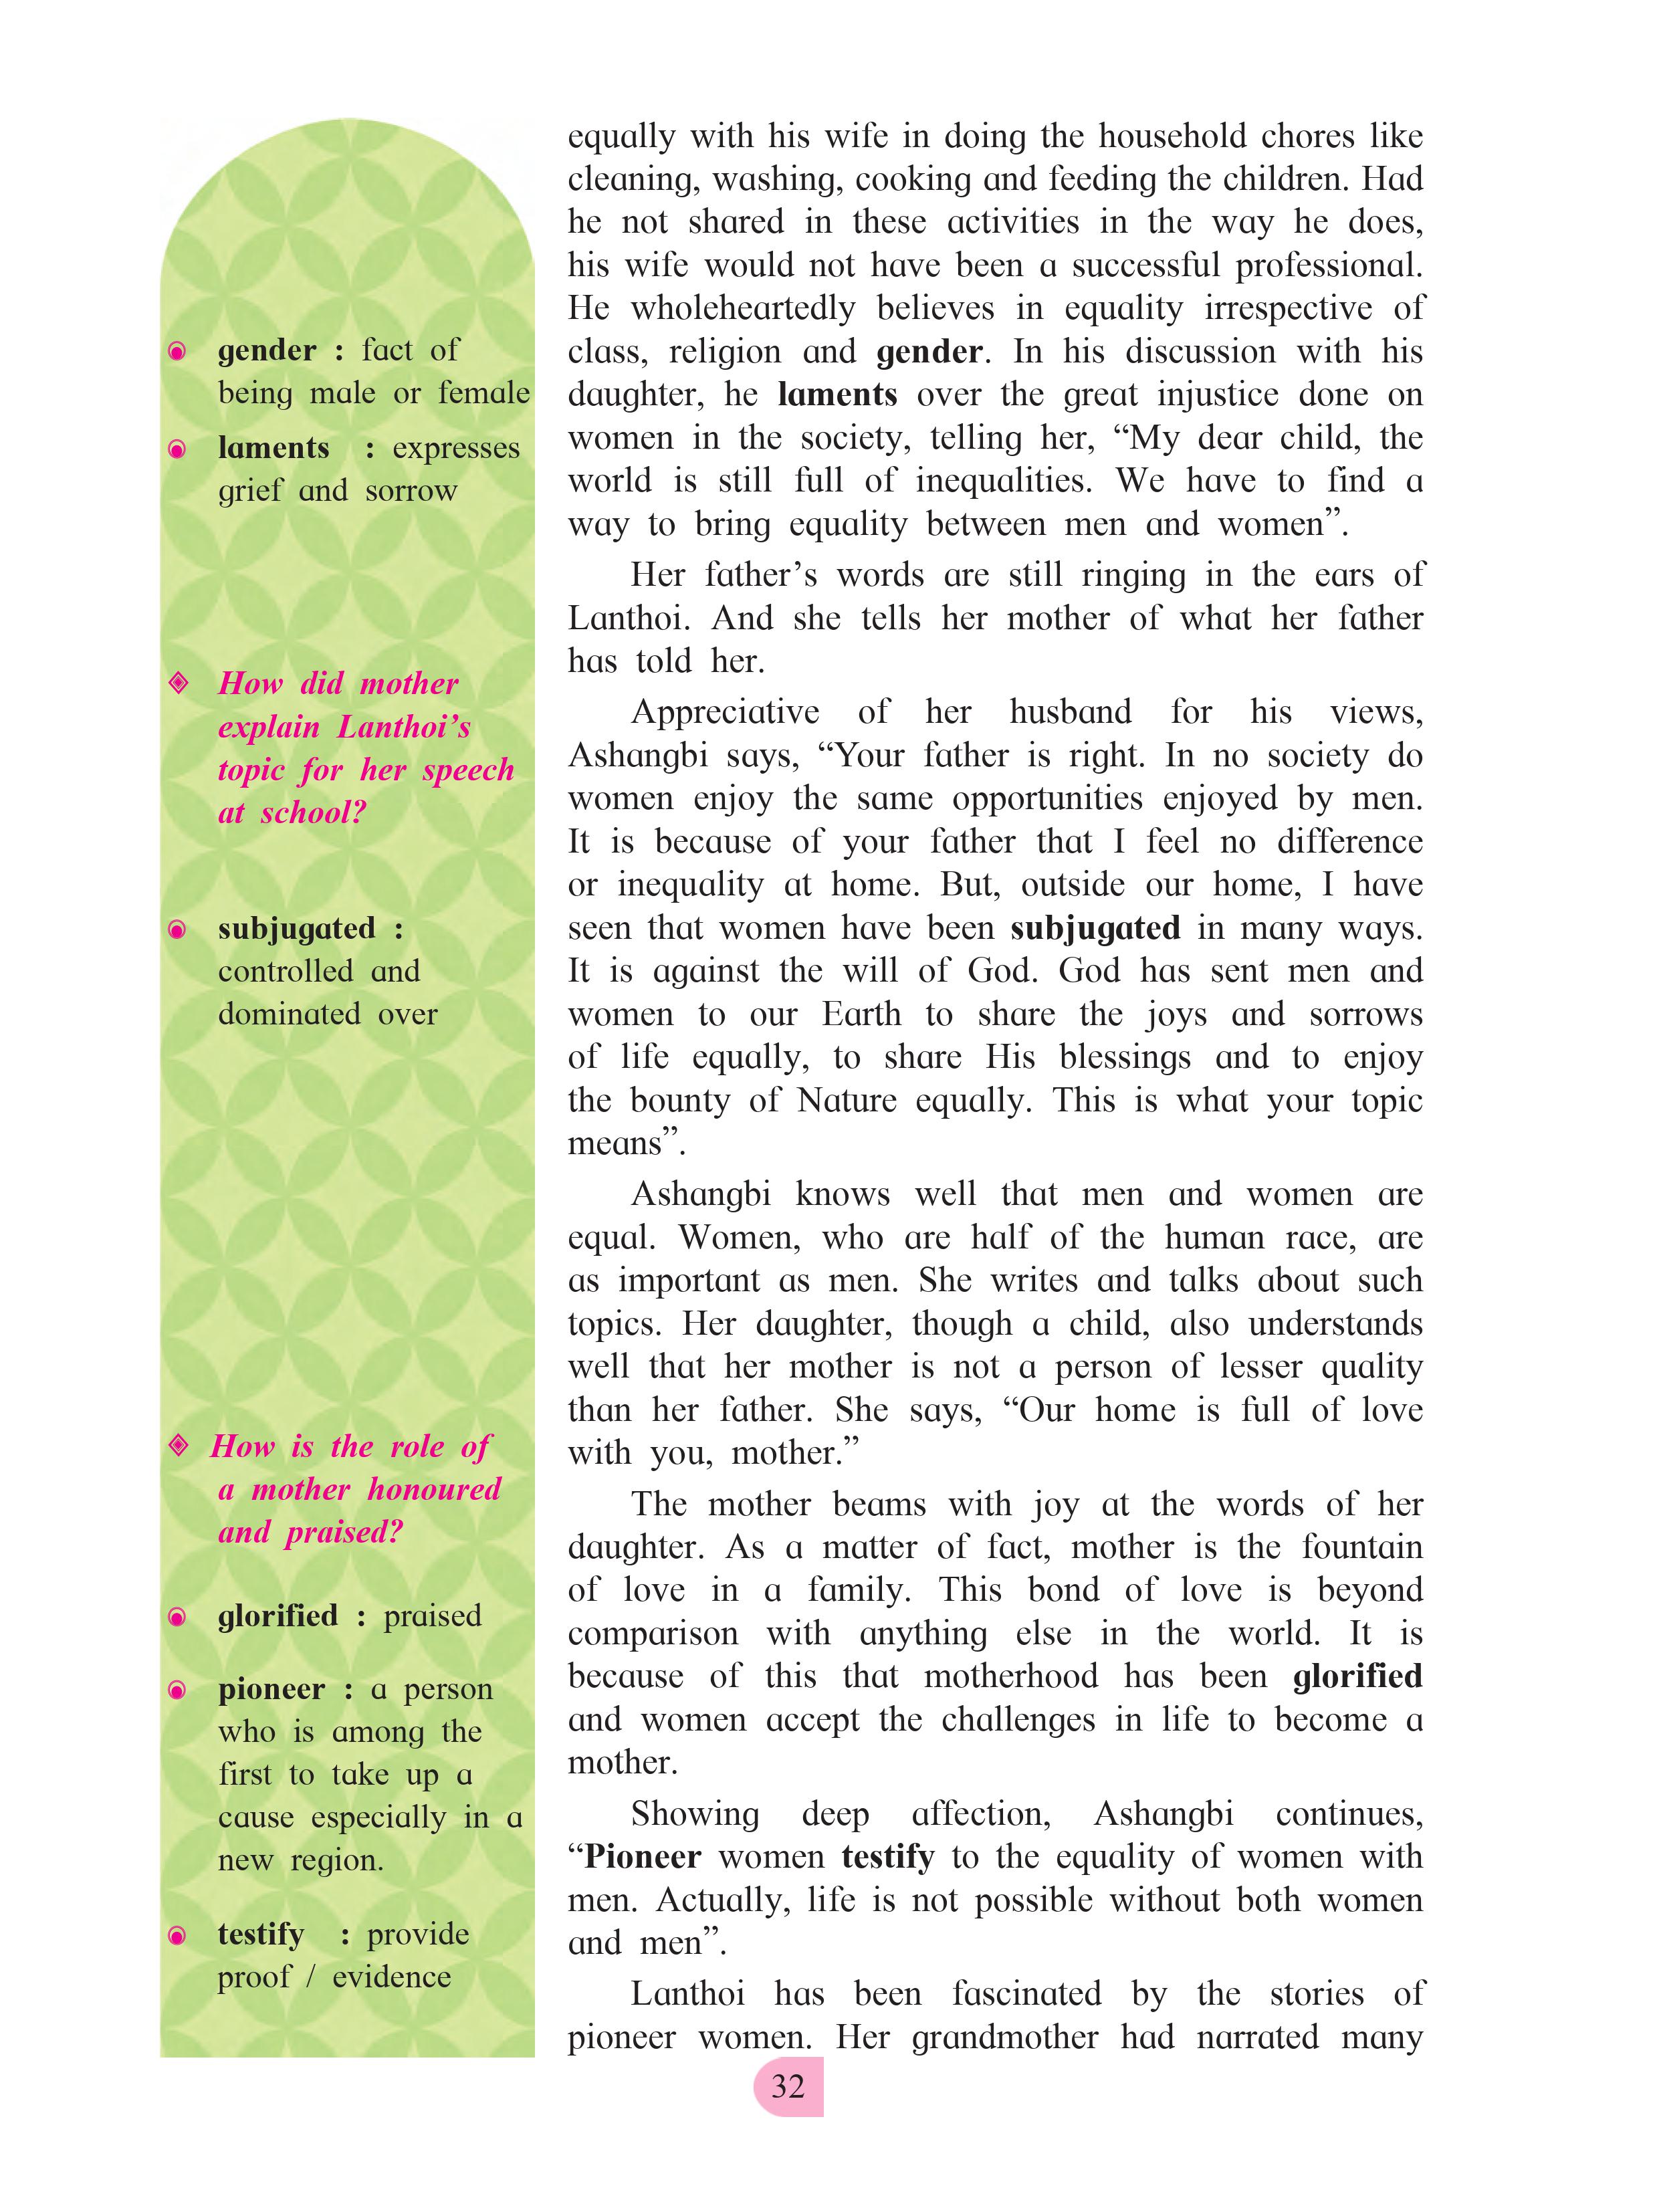 gender : fact of
being male or female
laments : expresses
grief and sorrow
How did mother
explain Lanthoi’s
topic for her speech
at school?
subjugated :
controlled and
dominated over
How is the role of
a mother honoured
and praised?
glorified : praised
pioneer : a person
who is among the
first to take up a
cause especially in a
new region.
testify : provide
proof / evidence
equally with his wife in doing the household chores like
cleaning, washing, cooking and feeding the children. Had
he not shared in these activities in the way he does,
his wife would not have been a successful professional.
He wholeheartedly believes in equality irrespective of
class, religion and gender. In his discussion with his
daughter, he laments over the great injustice done on
women in the society, telling her, “My dear child, the
world is still full of inequalities. We have to find a
way to bring equality between men and women”.
Her father’s words are still ringing in the ears of
Lanthoi. And she tells her mother of what her father
has told her.
Appreciative of her husband for his views,
Ashangbi says, “Your father is right. In no society do
women enjoy the same opportunities enjoyed by men.
It is because of your father that I feel no difference
or inequality at home. But, outside our home, I have
seen that women have been subjugated in many ways.
It is against the will of God. God has sent men and
women to our Earth to share the joys and sorrows
of life equally, to share His blessings and to enjoy
the bounty of Nature equally. This is what your topic
means”.
Ashangbi knows well that men and women are
equal. Women, who are half of the human race, are
as important as men. She writes and talks about such
topics. Her daughter, though a child, also understands
well that her mother is not a person of lesser quality
than her father. She says, “Our home is full of love
with you, mother.”
The mother beams with joy at the words of her
daughter. As a matter of fact, mother is the fountain
of love in a family. This bond of love is beyond
comparison with anything else in the world. It is
because of this that motherhood has been glorified
and women accept the challenges in life to become a
mother.
Showing deep affection, Ashangbi continues,
“Pioneer women testify to the equality of women with
men. Actually, life is not possible without both women
and men”.
Lanthoi has been fascinated by the stories of
pioneer women. Her grandmother had narrated many
32